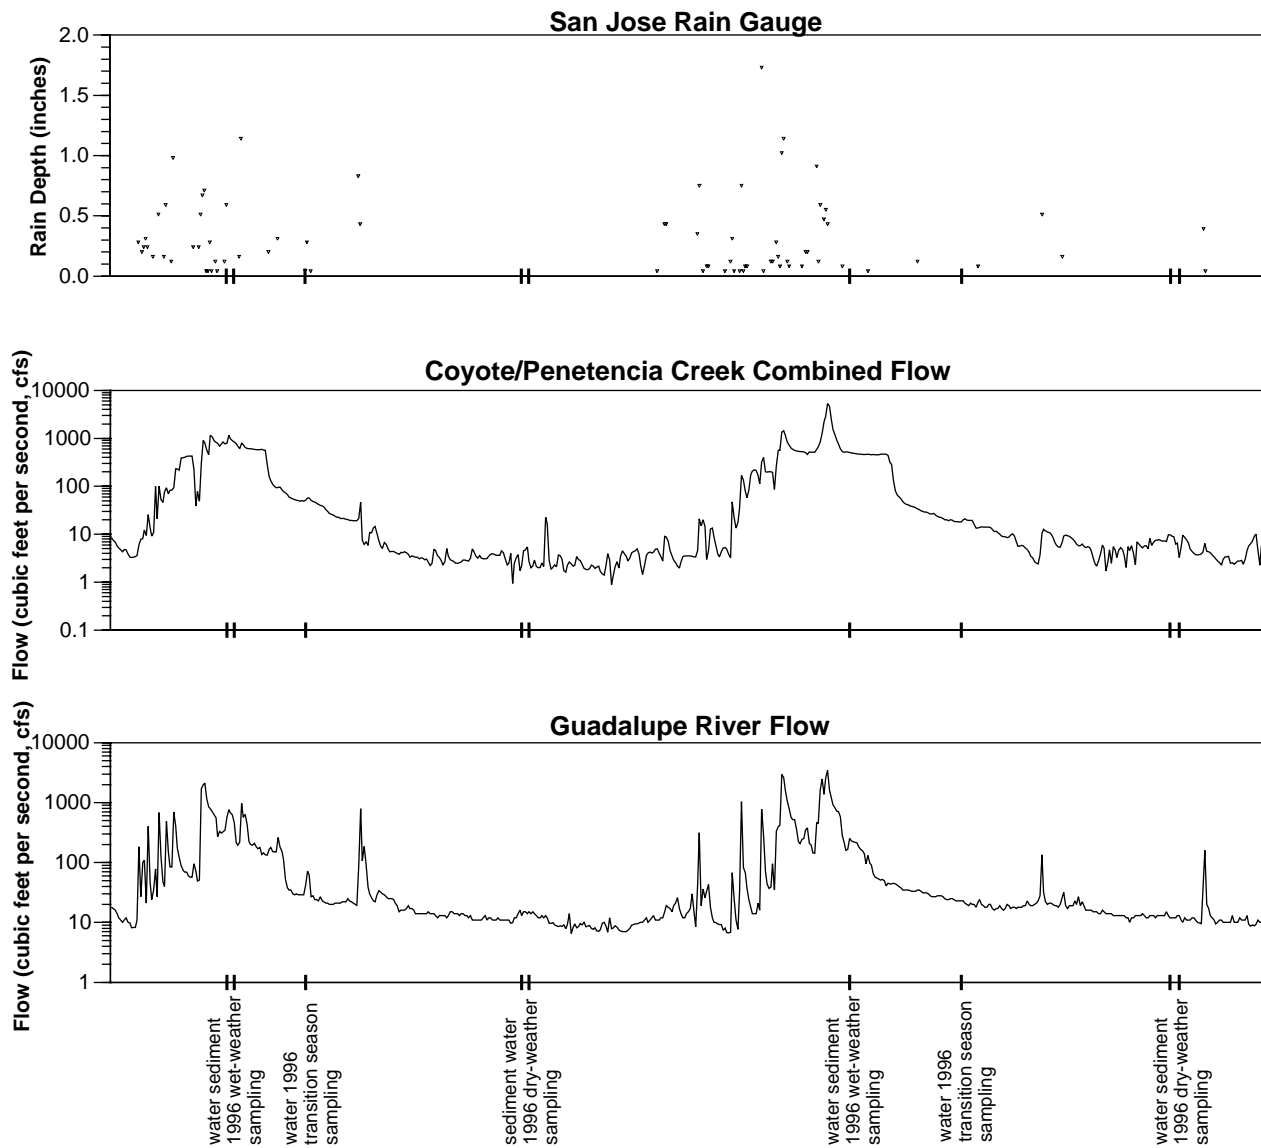 San Jose Rain Gauge
Rain Depth (inches)
2.0
1.5
1.0
0.5
0.0
Coyote/Penetencia Creek Combined Flow
Flow (cubic feet per second, cfs)
10000
1000
100
10
1
0.1
Guadalupe River Flow
Flow (cubic feet per second, cfs)
10000
1000
100
10
1
water sediment
1996 wet-weather
sampling
water 1996
transition season
sampling
sediment water
1996 dry-weather
sampling
water sediment
1996 wet-weather
sampling
water 1996
transition season
sampling
water sediment
1996 dry-weather
sampling